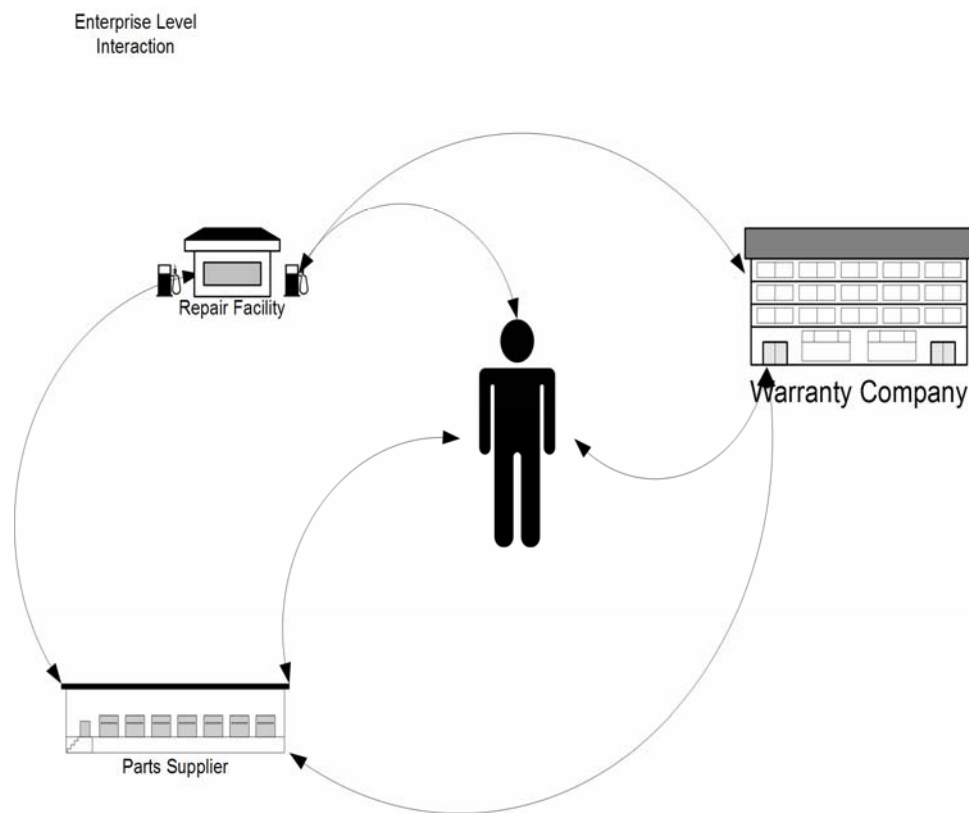 Enterprise Level
Interaction
Repair Facility
Warranty Company
Parts Supplier